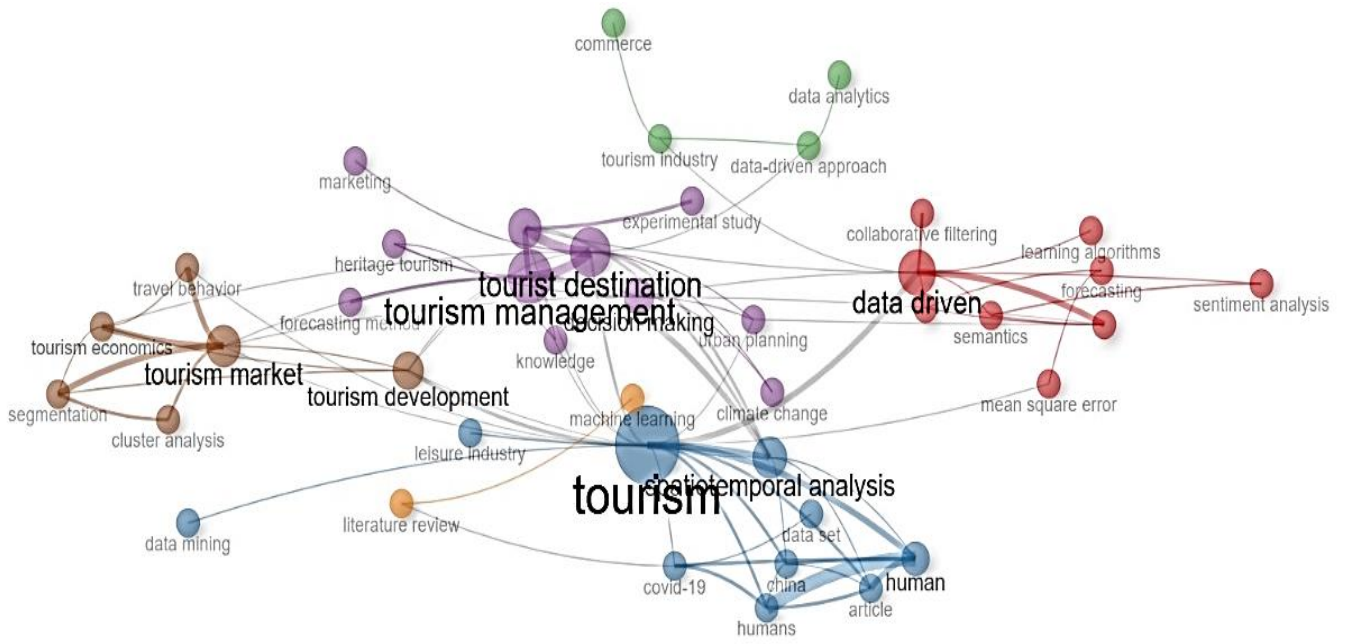 commerce
data analytics
tourism industry
data-driven approach
marketing
experimental study
collaborative filtering
learning algorithms
heritage tourism
travel behavior
tourist destination
forecasting
data driven
sentiment analysis
tourism management
forecasting method
decision making
semantics
urban planning
tourism economics
knowledge
tourism market
tourism development
mean square error
segmentation
climate change
machine learning
cluster analysis
leisure industry
spatiotemporal analysis
tourism
literature review
data set
data mining
human
covid-19
china
article
humans